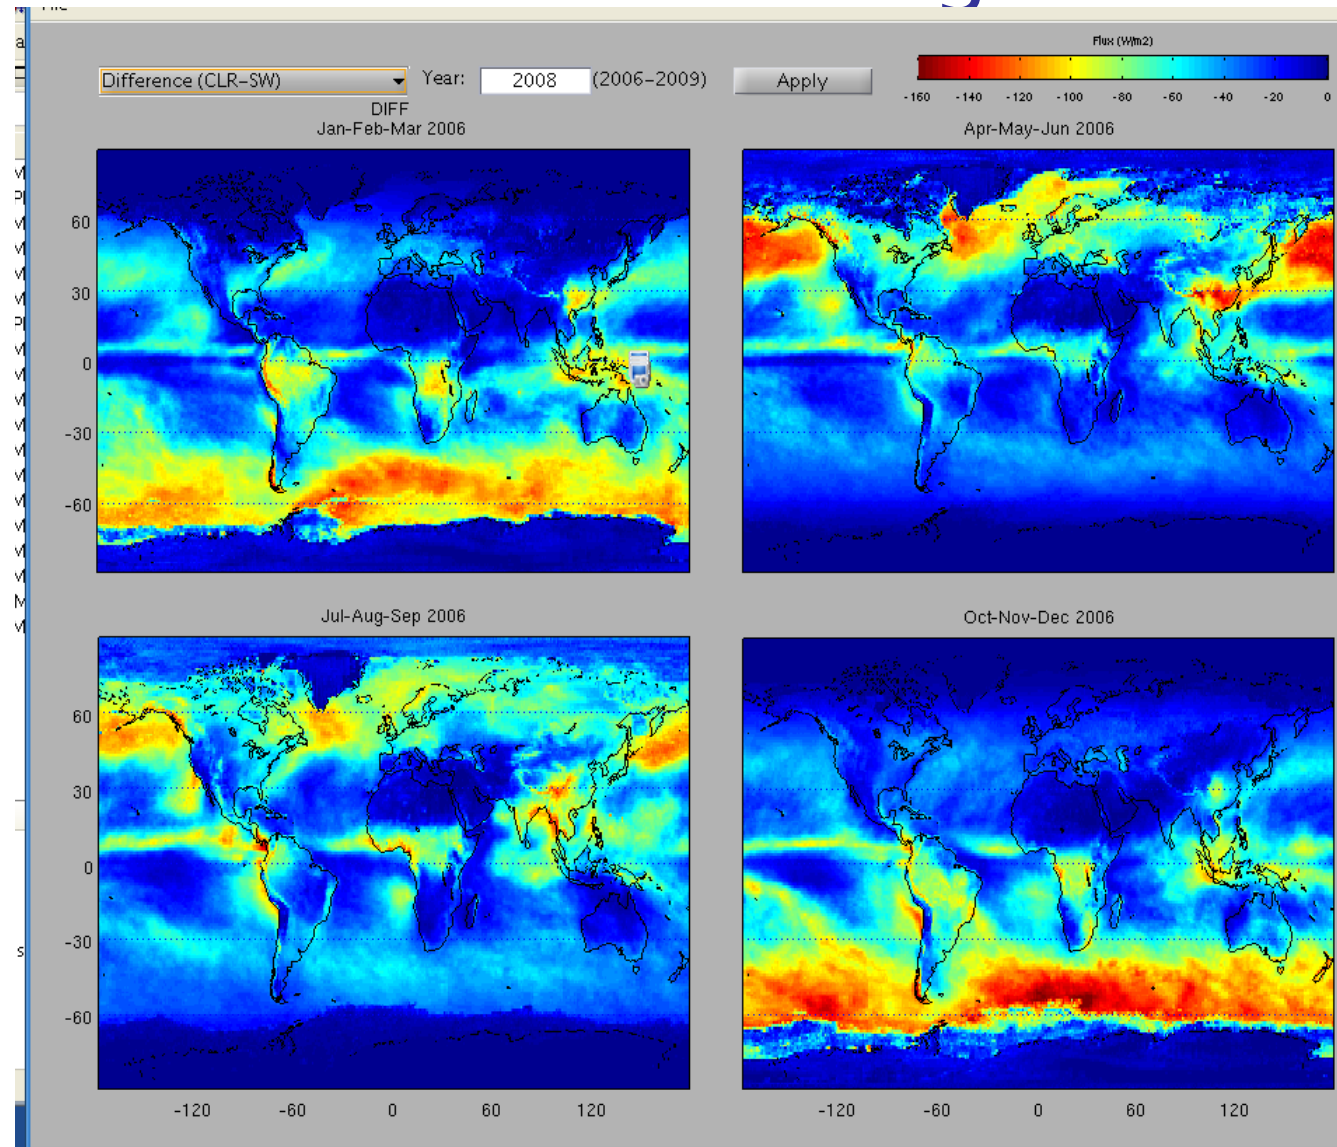 Difference (CLR-SW)
Year:
2008
(2006-2009)
Apply
Flux (W/m2)
-160 -140 -120 -100 -80 -60 -40 -20 0
DIFF
Jan-Feb-Mar 2006
Apr-May-Jun 2006
60
30
0
-30
-60
Jul-Aug-Sep 2006
Oct-Nov-Dec 2006
60
30
0
-30
-60
-120 -60 0 60 120
-120 -60 0 60 120